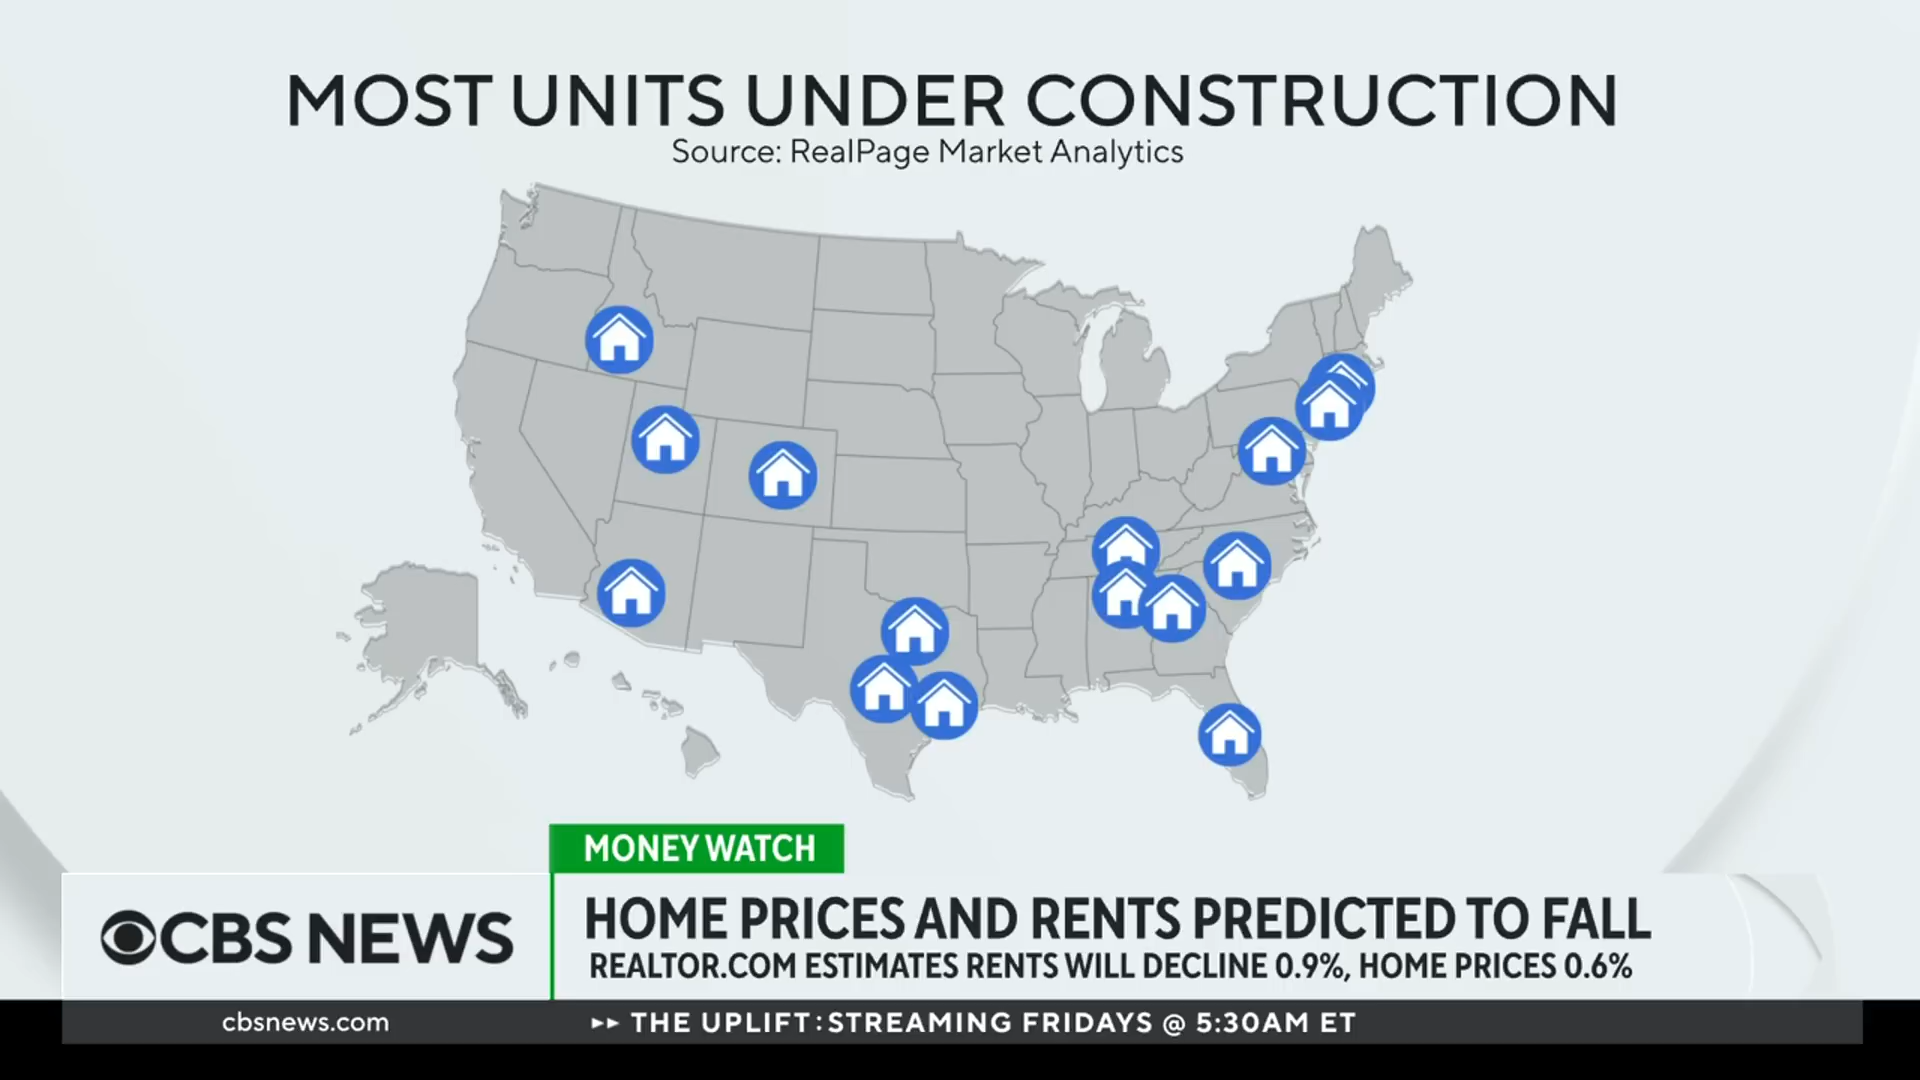 MOST UNITS UNDER CONSTRUCTION
Source: RealPage Market Analytics
MONEY WATCH
CBS NEWS
HOME PRICES AND RENTS PREDICTED TO FALL
REALTOR.COM ESTIMATES RENTS WILL DECLINE 0.9%, HOME PRICES 0.6%
cbsnews.com
THE UPLIFT: STREAMING FRIDAYS @ 5:30AM ET